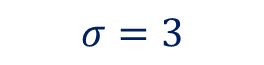 σ = 3